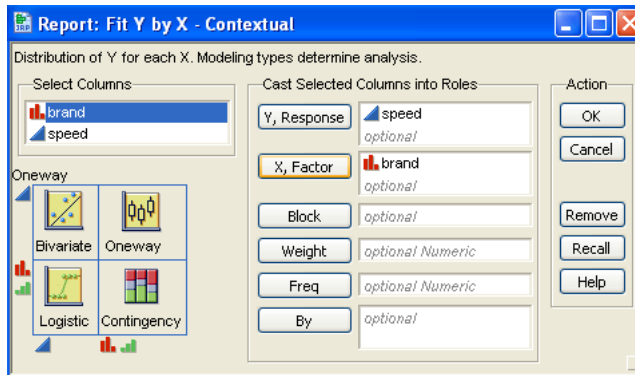 Report: Fit Y by X - Contextual
Distribution of Y for each X. Modeling types determine analysis.
Select Columns
brand
speed
Oneway
Bivariate Oneway
Logistic Contingency
Cast Selected Columns into Roles
Y, Response speed
optional
X, Factor brand
optional
Block optional
Weight optional Numeric
Freq optional Numeric
By optional
Action
OK
Cancel
Remove
Recall
Help